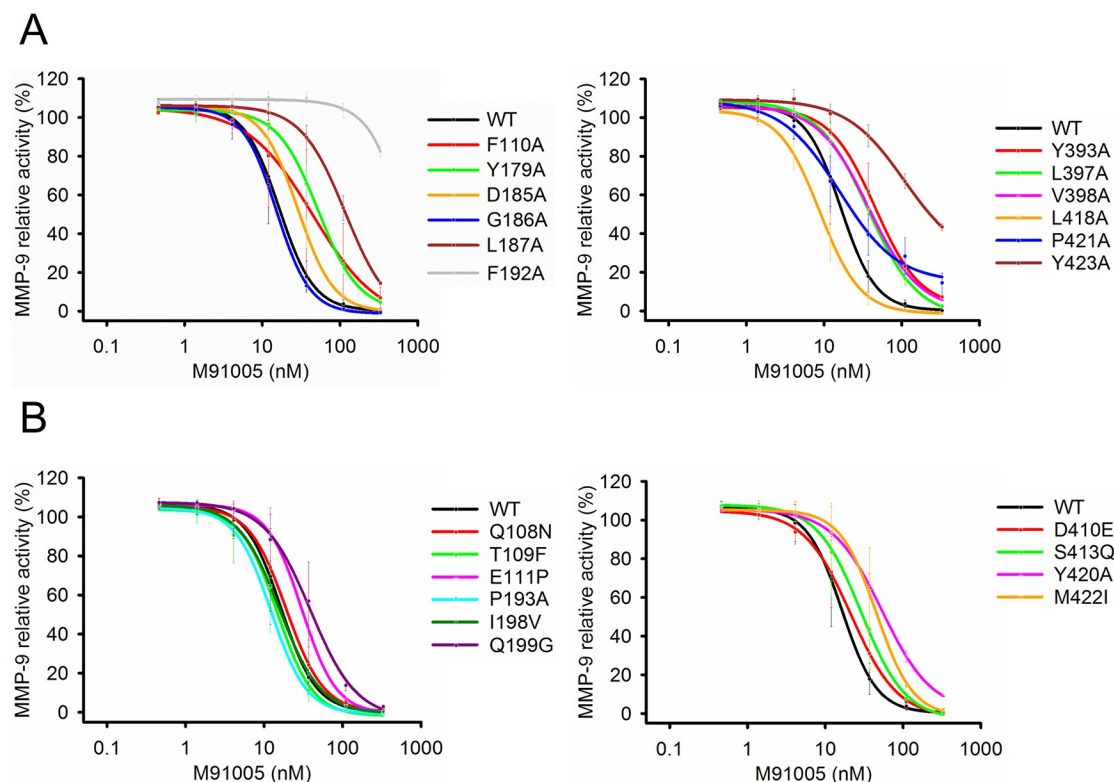 A
MMP-9 relative activity (%)
120
100
80
60
40
20
0
0.1 1 10 100 1000
M91005 (nM)
WT
F110A
Y179A
D185A
G186A
L187A
F192A
MMP-9 relative activity (%)
120
100
80
60
40
20
0
0.1 1 10 100 1000
M91005 (nM)
WT
Y393A
L397A
V398A
L418A
P421A
Y423A
B
MMP-9 relative activity (%)
120
100
80
60
40
20
0
0.1 1 10 100 1000
M91005 (nM)
WT
Q108N
T109F
E111P
P193A
I198V
Q199G
MMP-9 relative activity (%)
120
100
80
60
40
20
0
0.1 1 10 100 1000
M91005 (nM)
WT
D410E
S413Q
Y420A
M422I